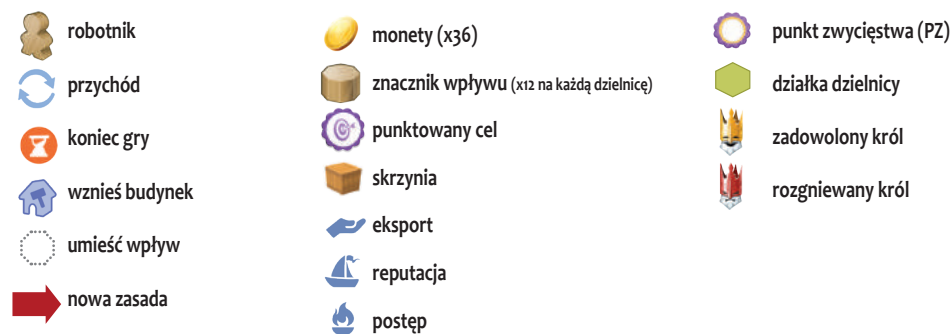 robotnik
przychód
koniec gry
wznieś budynek
umieść wpływ
nowa zasada
monety (x36)
znacznik wpływu (x12 na każdą dzielnicę)
punktowany cel
skrzynia
eksport
reputacja
postęp
punkt zwycięstwa (PZ)
działka dzielnicy
zadowolony król
rozgniewany król